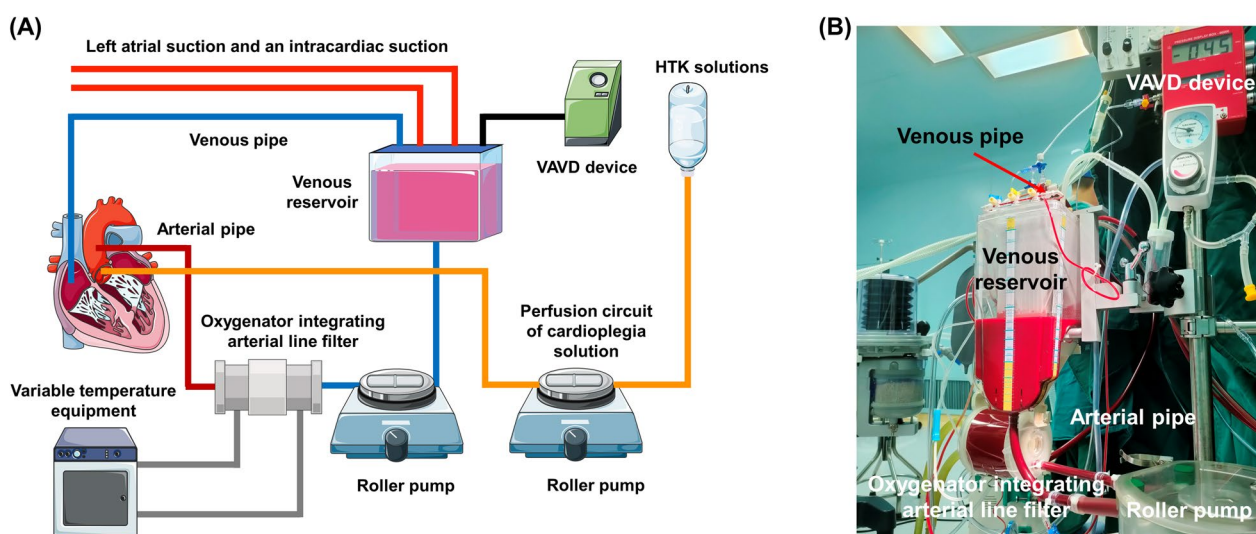 (A)
Left atrial suction and an intracardiac suction
HTK solutions
Venous pipe
VAVD device
Venous
reservoir
Arterial pipe
Oxygenator integrating
arterial line filter
Perfusion circuit
of cardioplegia
solution
Variable temperature
equipment
Roller pump
Roller pump
(B)
-045
VAVD device
Venous pipe
Venous
reservoir
Arterial pipe
Oxygenator integrating
arterial line filter
Roller pump